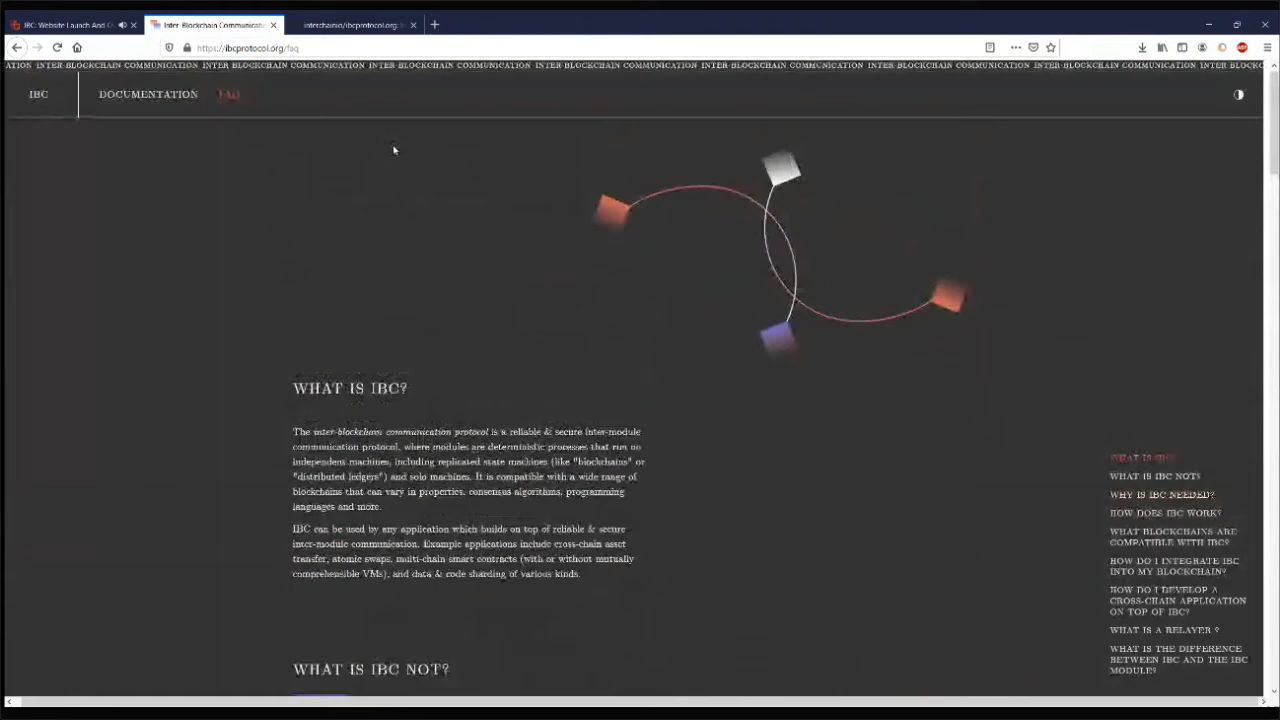 IBC: Website Launch And O
Inter-Blockchain Communicatio
interchainio/ibcprotocol.org:
https://ibcprotocol.org/faq
ATION INTER-BLOCKCHAIN COMMUNICATION INTER-BLOCKCHAIN COMMUNICATION INTER-BLOCKCHAIN COMMUNICATION INTER-BLOCKCHAIN COMMUNICATION INTER-BLOCKCHAIN COMMUNICATION INTER-BLOCKCHAIN COMMUNICATION INTER-BLOCKCHAIN COMMUNICATION INTER-BLOCKC
IBC
DOCUMENTATION
FAQ
WHAT IS IBC?
The inter-blockchain communication protocol is a reliable & secure inter-module
communication protocol, where modules are deterministic processes that run on
independent machines, including replicated state machines (like "blockchains" or
"distributed ledgers") and solo machines. It is compatible with a wide range of
blockchains that can vary in properties, consensus algorithms, programming
languages and more.
IBC can be used by any application which builds on top of reliable & secure
inter-module communication. Example applications include cross-chain asset
transfer, atomic swaps, multi-chain smart contracts (with or without mutually
comprehensible VMs), and data & code sharding of various kinds.
WHAT IS IBC NOT?
WHAT IS IBC?
WHAT IS IBC NOT?
WHY IS IBC NEEDED?
HOW DOES IBC WORK?
WHAT BLOCKCHAINS ARE
COMPATIBLE WITH IBC?
HOW DO I INTEGRATE IBC
INTO MY BLOCKCHAIN?
HOW DO I DEVELOP A
CROSS-CHAIN APPLICATION
ON TOP OF IBC?
WHAT IS A RELAYER ?
WHAT IS THE DIFFERENCE
BETWEEN IBC AND THE IBC
MODULE?